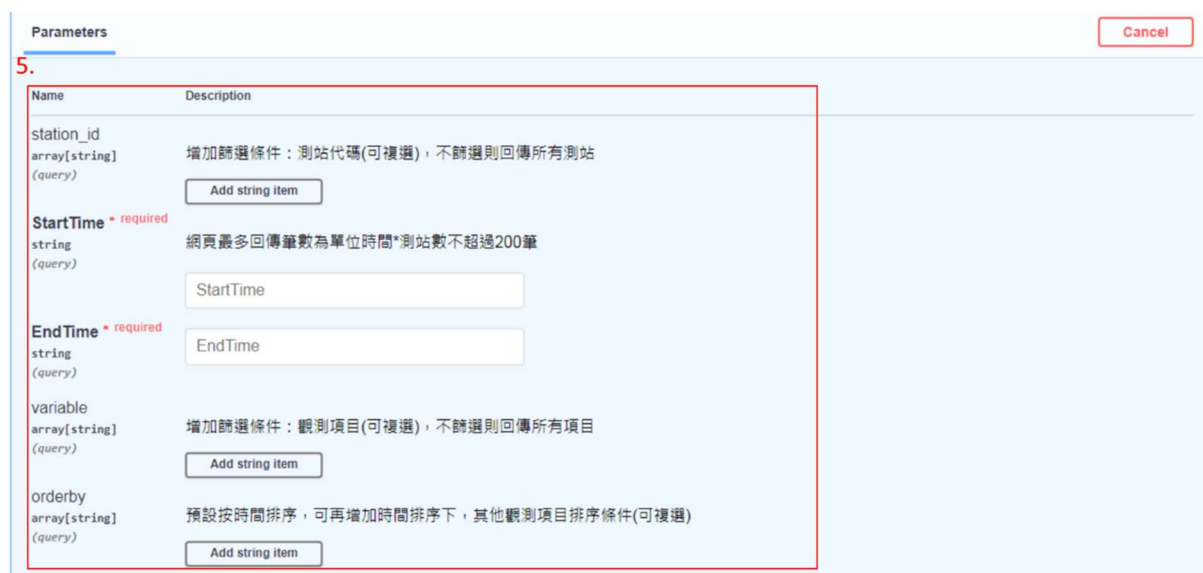 Parameters
Cancel
5.
Name Description
station_id
array[string]
(query)
增加篩選條件：測站代碼(可複選)，不篩選則回傳所有測站
Add string item
StartTime * required
string
(query)
網頁最多回傳筆數為單位時間*測站數不超過200筆
StartTime
EndTime * required
string
(query)
EndTime
variable
array[string]
(query)
增加篩選條件：觀測項目(可複選)，不篩選則回傳所有項目
Add string item
orderby
array[string]
(query)
預設按時間排序，可再增加時間排序下，其他觀測項目排序條件(可複選)
Add string item